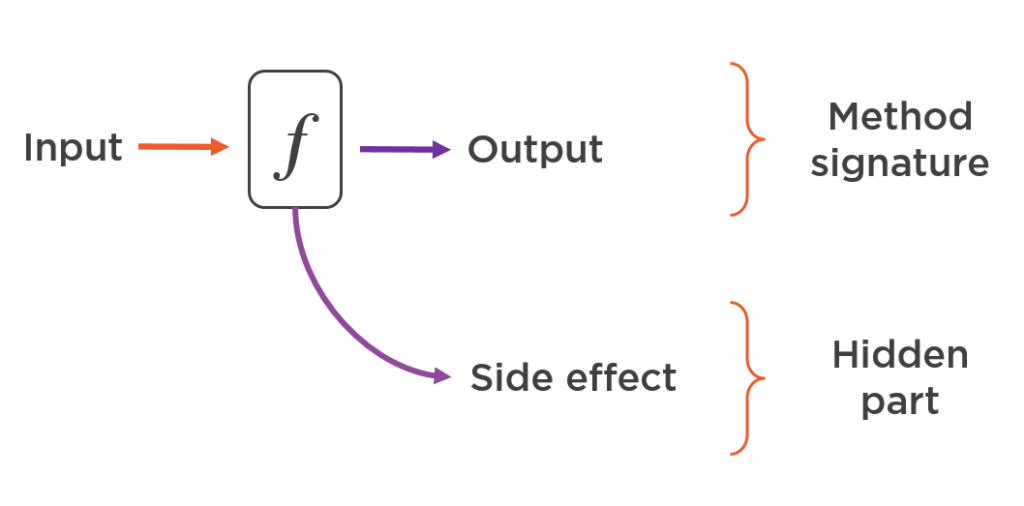 Input
f
Output
Method
signature
Side effect
Hidden
part